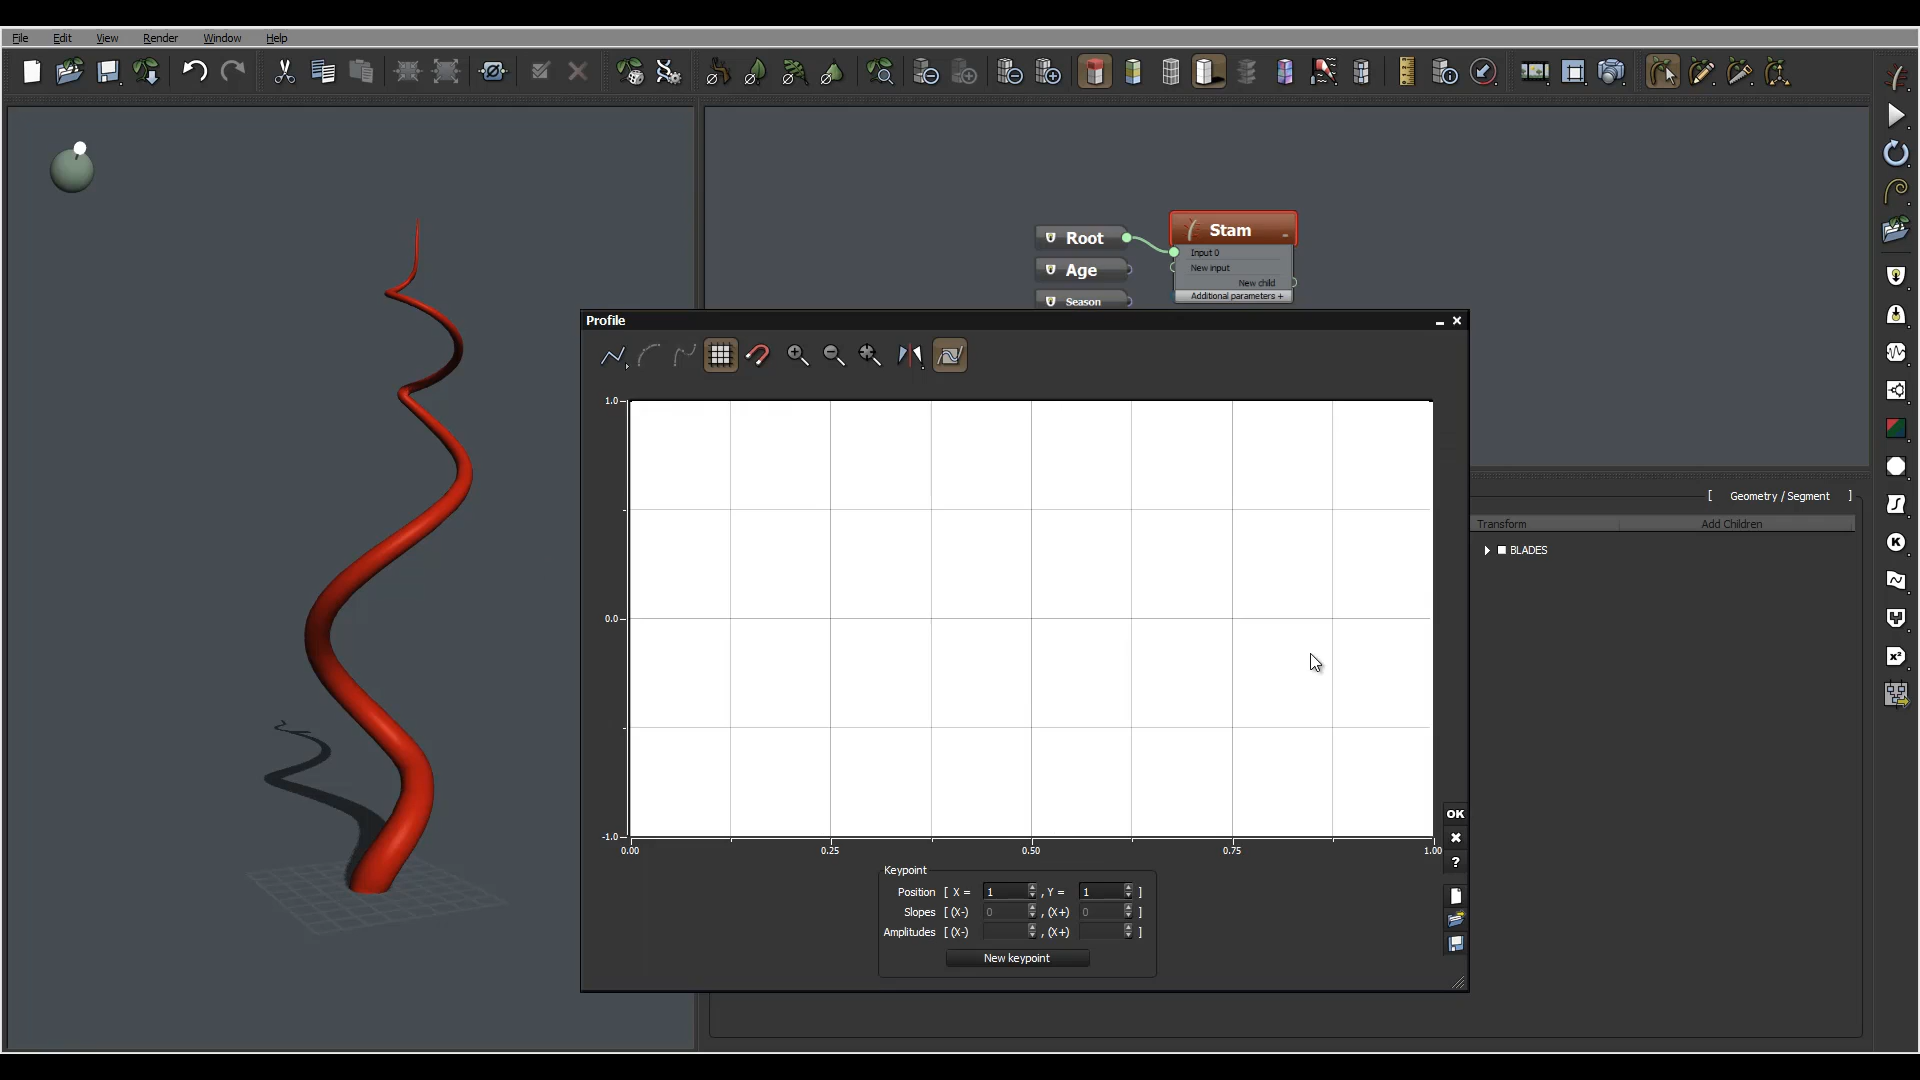 File Edit View Render Window Help
Root
Stam
Input 0
Age
New input
New child
Season
Additional parameters +
Profile
1.0
0.0
-1.0
0.00 0.25 0.50 0.75 1.00
[ Geometry / Segment ]
Transform Add Children
BLADES
OK
?
Keypoint
Position [ X = 1 , Y = 1 ]
Slopes [ (X-) 0 , (X+) 0 ]
Amplitudes [ (X-) , (X+) ]
New keypoint
K
x²